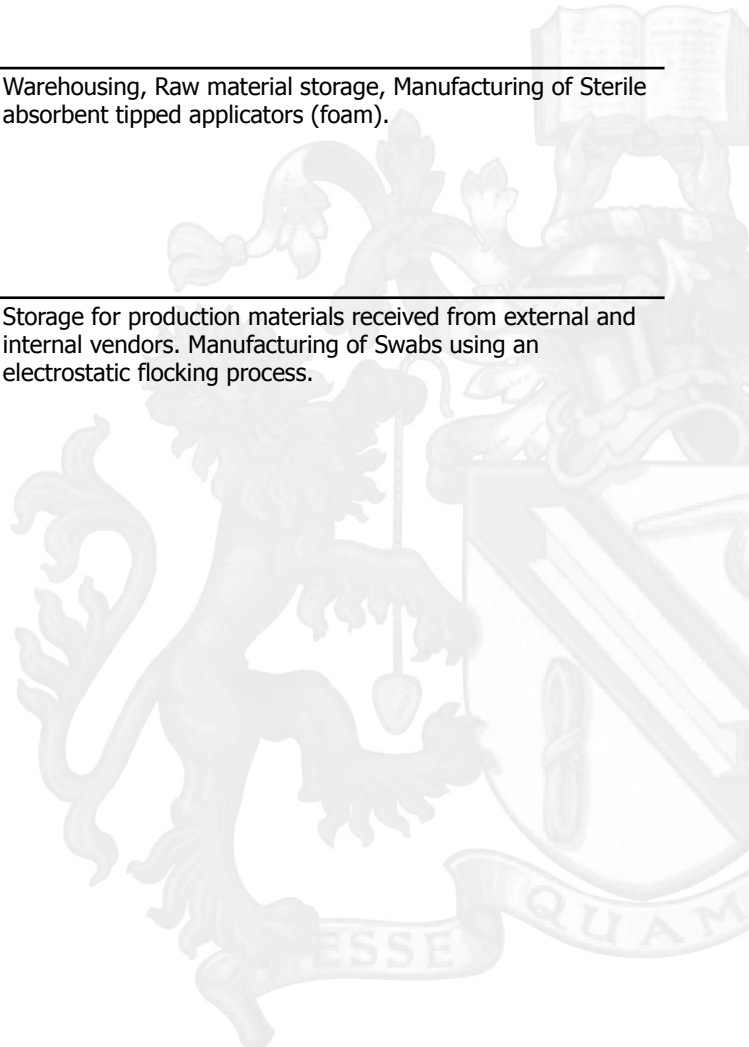 Warehousing, Raw material storage, Manufacturing of Sterile
absorbent tipped applicators (foam).
Storage for production materials received from external and
internal vendors. Manufacturing of Swabs using an
electrostatic flocking process.
ESSE
QUAM